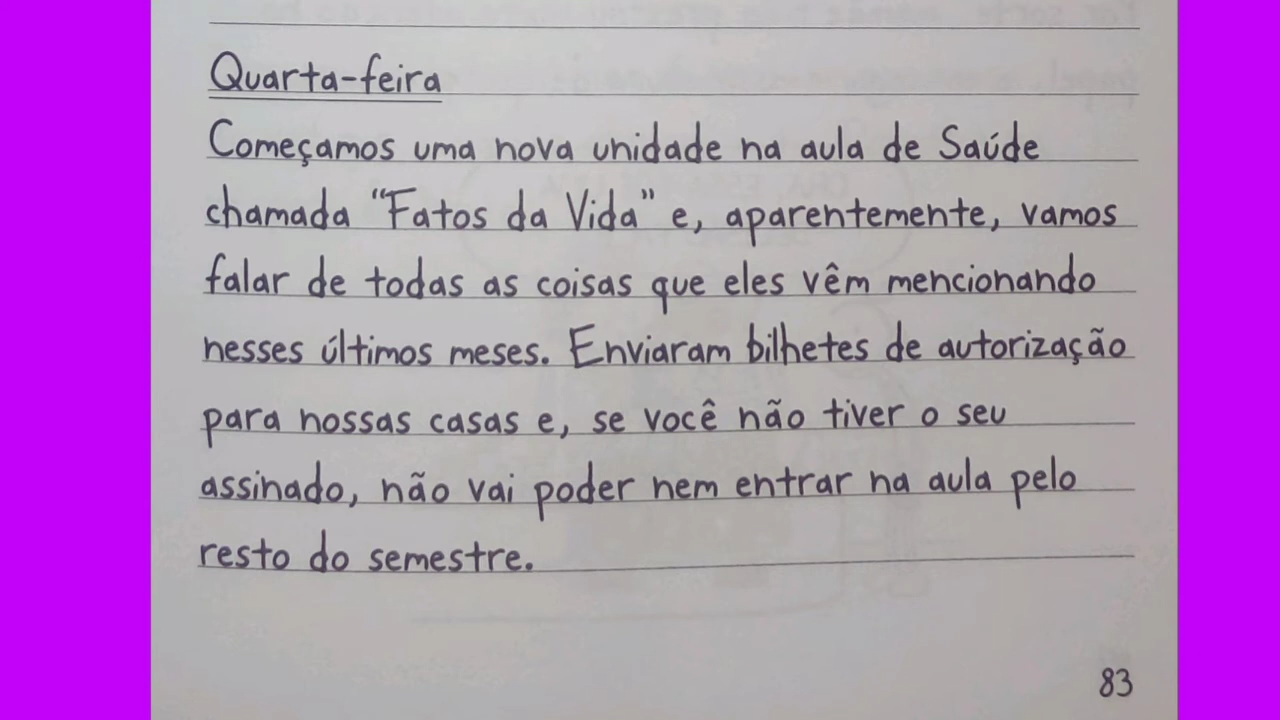 Quarta-feira
Começamos uma nova unidade na aula de Saúde
chamada "Fatos da Vida" e, aparentemente, vamos
falar de todas as coisas que eles vêm mencionando
nesses últimos meses. Enviaram bilhetes de autorização
para nossas casas e, se você não tiver o seu
assinado, não vai poder nem entrar na aula pelo
resto do semestre.
83